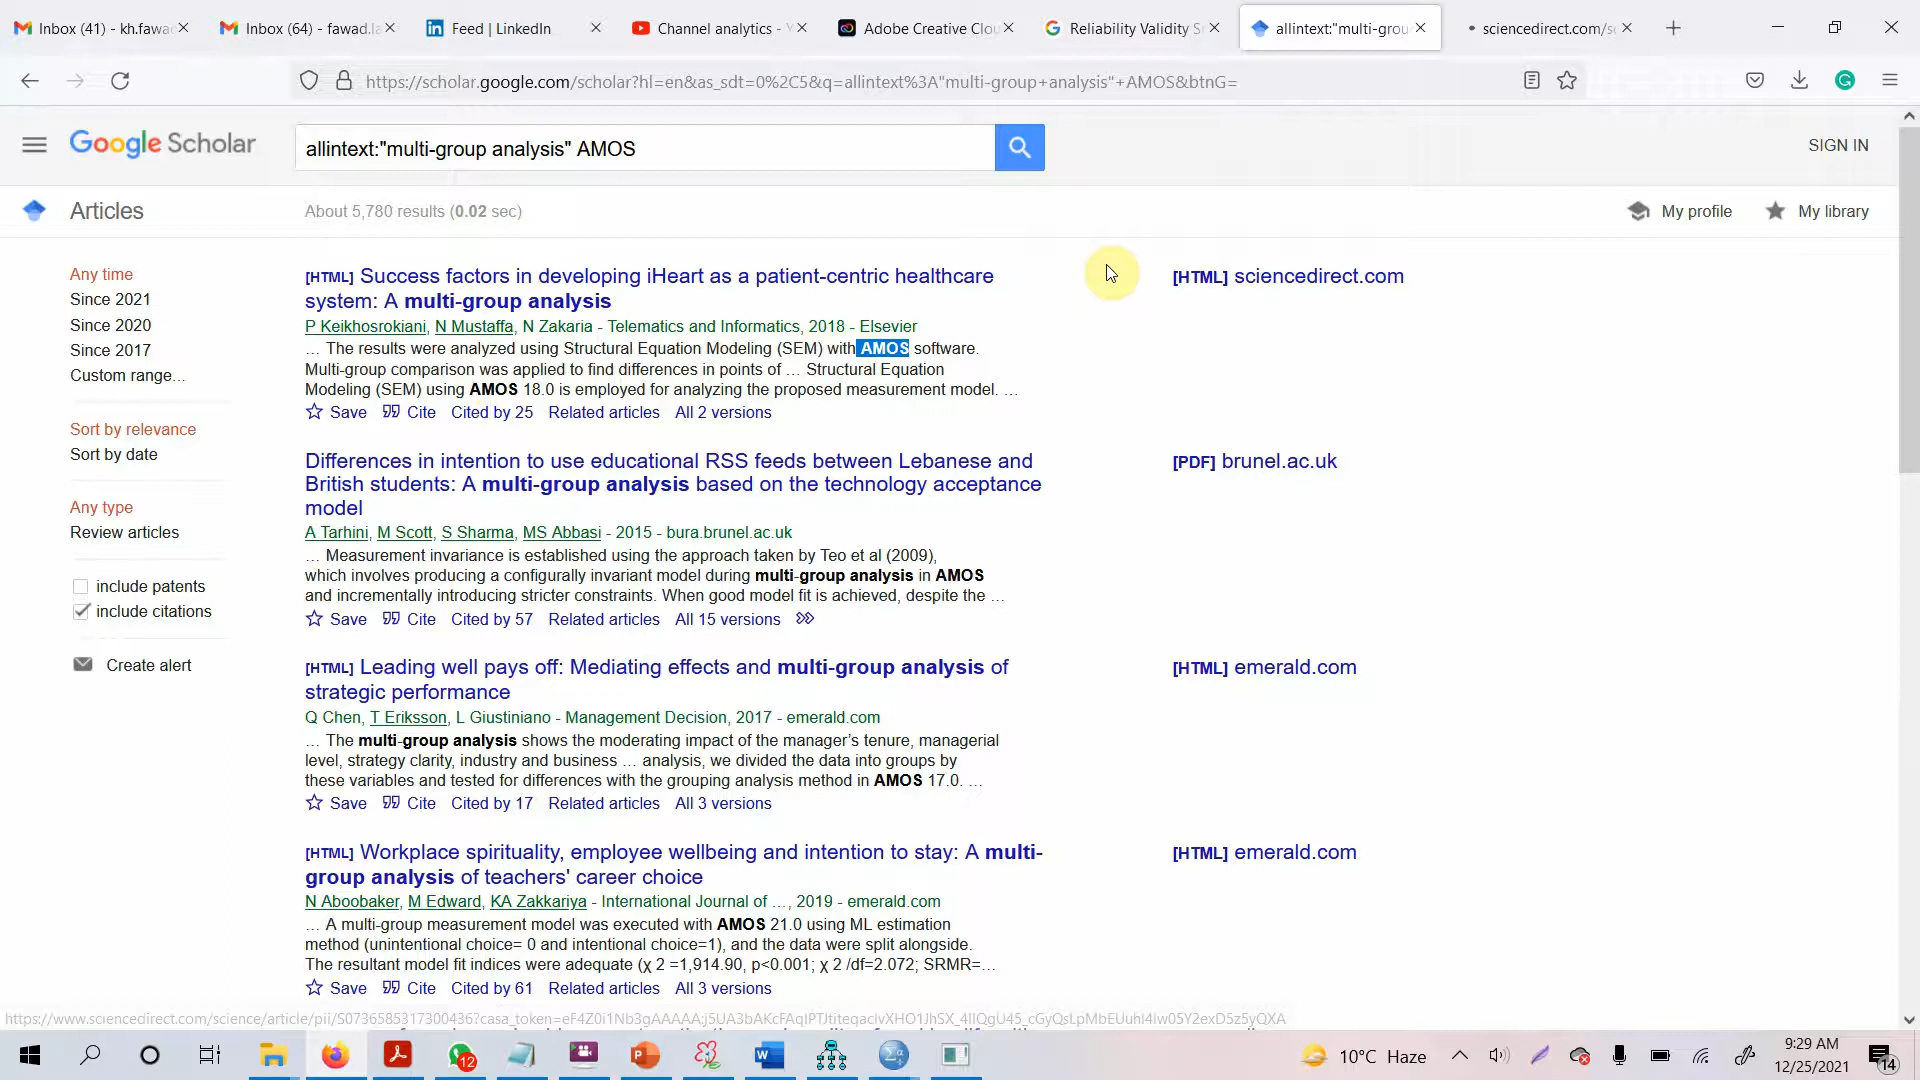 Inbox (41) - kh.fawad
Inbox (64) - fawad.la
Feed | LinkedIn
Channel analytics - Y
Adobe Creative Clou
Reliability Validity S
allintext:"multi-grou
sciencedirect.com/sc
https://scholar.google.com/scholar?hl=en&as_sdt=0%2C5&q=allintext%3A"multi-group+analysis"+AMOS&btnG=
Google Scholar
allintext:"multi-group analysis" AMOS
SIGN IN
Articles
About 5,780 results (0.02 sec)
My profile
My library
Any time
Since 2021
Since 2020
Since 2017
Custom range...
Sort by relevance
Sort by date
Any type
Review articles
include patents
include citations
Create alert
[HTML] Success factors in developing iHeart as a patient-centric healthcare
system: A multi-group analysis
P Keikhosrokiani, N Mustaffa, N Zakaria - Telematics and Informatics, 2018 - Elsevier
… The results were analyzed using Structural Equation Modeling (SEM) with AMOS software.
Multi-group comparison was applied to find differences in points of … Structural Equation
Modeling (SEM) using AMOS 18.0 is employed for analyzing the proposed measurement model. …
Save Cite Cited by 25 Related articles All 2 versions
[HTML] sciencedirect.com
Differences in intention to use educational RSS feeds between Lebanese and
British students: A multi-group analysis based on the technology acceptance
model
A Tarhini, M Scott, S Sharma, MS Abbasi - 2015 - bura.brunel.ac.uk
… Measurement invariance is established using the approach taken by Teo et al (2009),
which involves producing a configurally invariant model during multi-group analysis in AMOS
and incrementally introducing stricter constraints. When good model fit is achieved, despite the …
Save Cite Cited by 57 Related articles All 15 versions
[PDF] brunel.ac.uk
[HTML] Leading well pays off: Mediating effects and multi-group analysis of
strategic performance
Q Chen, T Eriksson, L Giustiniano - Management Decision, 2017 - emerald.com
… The multi-group analysis shows the moderating impact of the manager's tenure, managerial
level, strategy clarity, industry and business … analysis, we divided the data into groups by
these variables and tested for differences with the grouping analysis method in AMOS 17.0. …
Save Cite Cited by 17 Related articles All 3 versions
[HTML] emerald.com
[HTML] Workplace spirituality, employee wellbeing and intention to stay: A multi-
group analysis of teachers' career choice
N Aboobaker, M Edward, KA Zakkariya - International Journal of …, 2019 - emerald.com
… A multi-group measurement model was executed with AMOS 21.0 using ML estimation
method (unintentional choice= 0 and intentional choice=1), and the data were split alongside.
The resultant model fit indices were adequate (χ 2 =1,914.90, p<0.001; χ 2 /df=2.072; SRMR=…
Save Cite Cited by 61 Related articles All 3 versions
[HTML] emerald.com
12
10°C Haze
9:29 AM
12/25/2021
14